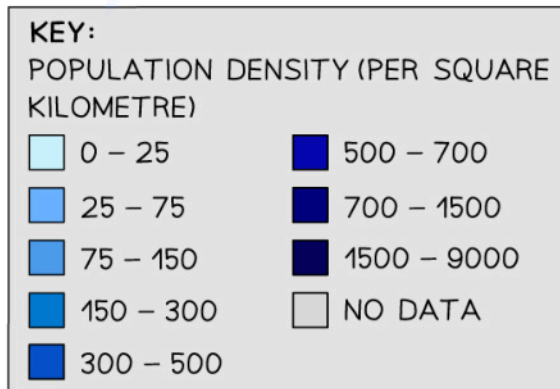 KEY:
POPULATION DENSITY (PER SQUARE
KILOMETRE)
0 – 25
25 – 75
75 – 150
150 – 300
300 – 500
500 – 700
700 – 1500
1500 – 9000
NO DATA